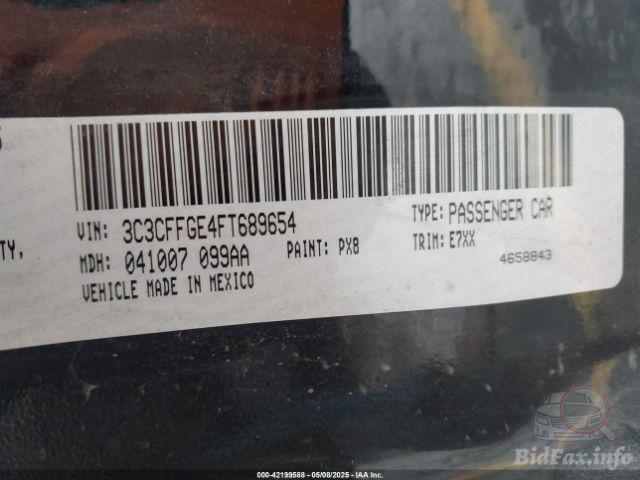 VIN: 3C3CFFGE4FT689654 TYPE: PASSENGER CAR
TY, MDH: 041007 099AA PAINT: PX8 TRIM: E7XX
VEHICLE MADE IN MEXICO 4658843
BidFax.info
000-42199588 - 05/08/2025 - IAA Inc.